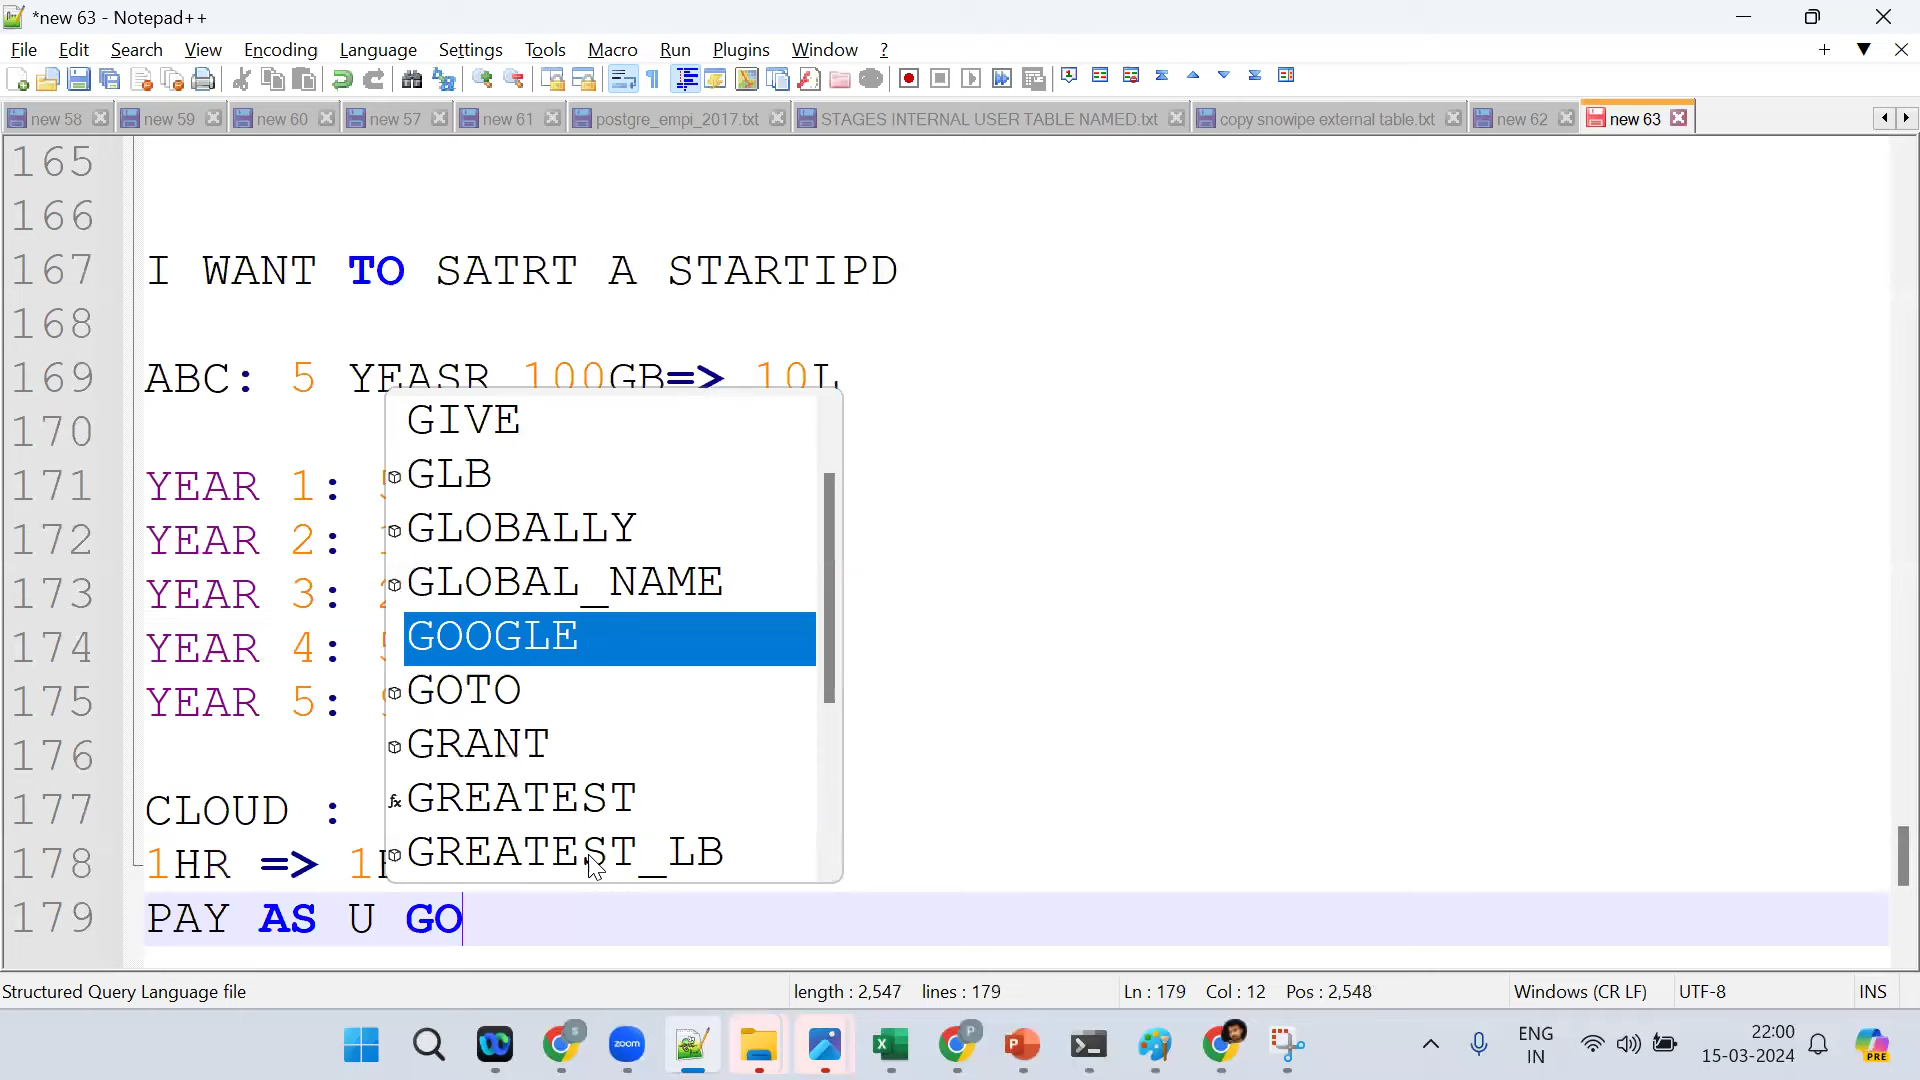 *new 63 - Notepad++
File Edit Search View Encoding Language Settings Tools Macro Run Plugins Window ?
new 58 new 59 new 60 new 57 new 61 postgre_empi_2017.txt STAGES INTERNAL USER TABLE NAMED.txt copy snowipe external table.txt new 62 new 63
165
166
167 I WANT TO SATRT A STARTIPD
168
169 ABC: 5 YEASR 100GB=> 10L
170
GIVE
171 YEAR 1: 5
GLB
172 YEAR 2: 1
GLOBALLY
173 YEAR 3: 2
GLOBAL_NAME
174 YEAR 4: 5
GOOGLE
175 YEAR 5:
GOTO
176
GRANT
177 CLOUD :
GREATEST
178 1HR => 1
GREATEST_LB
179 PAY AS U GO
Structured Query Language file length : 2,547 lines : 179 Ln : 179 Col : 12 Pos : 2,548 Windows (CR LF) UTF-8 INS
zoom
ENG
IN
22:00
15-03-2024
PRE